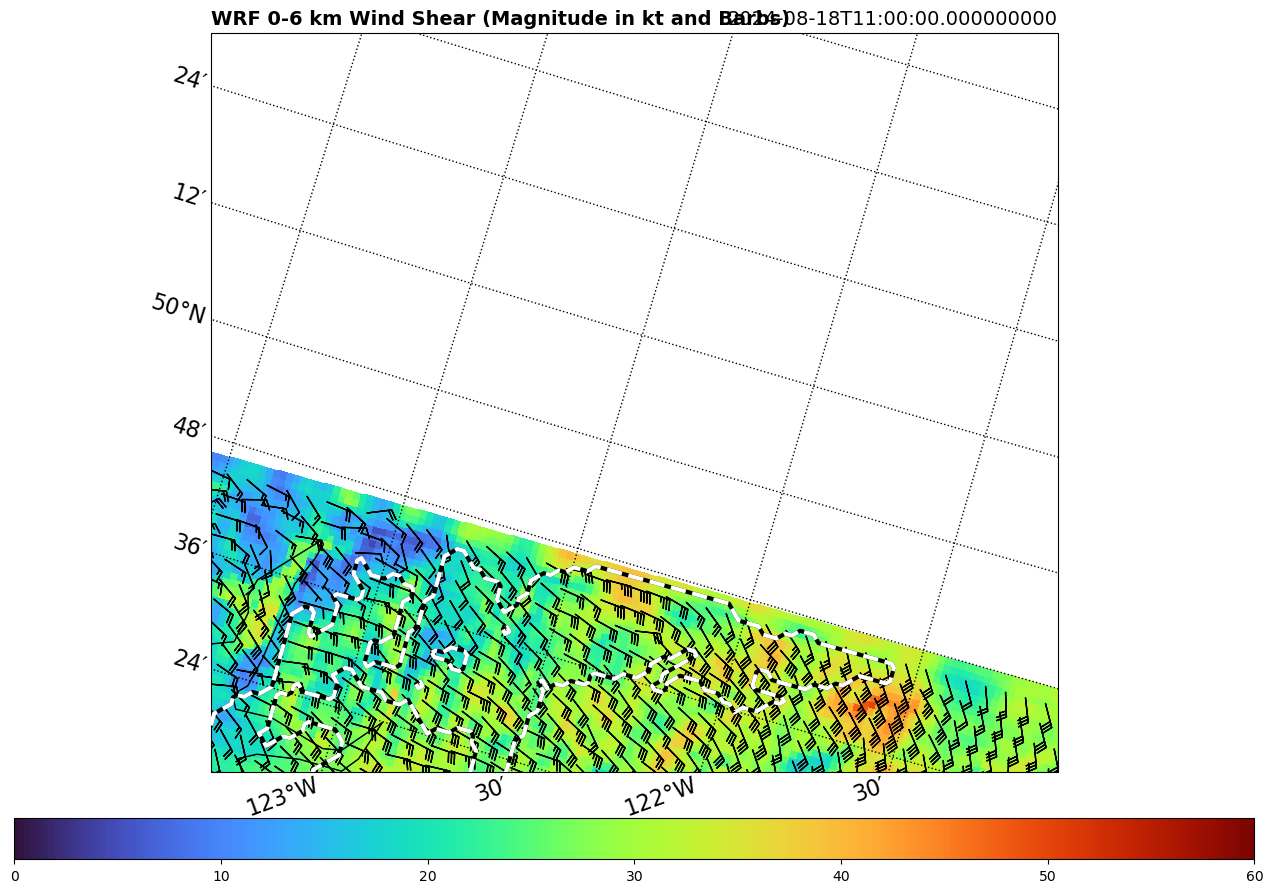 WRF 0-6 km Wind Shear (Magnitude in kt and Barbs) 2024-08-18T11:00:00.000000000
24′
12′
50°N
48′
36′
24′
123°W 30′ 122°W 30′
0 10 20 30 40 50 60